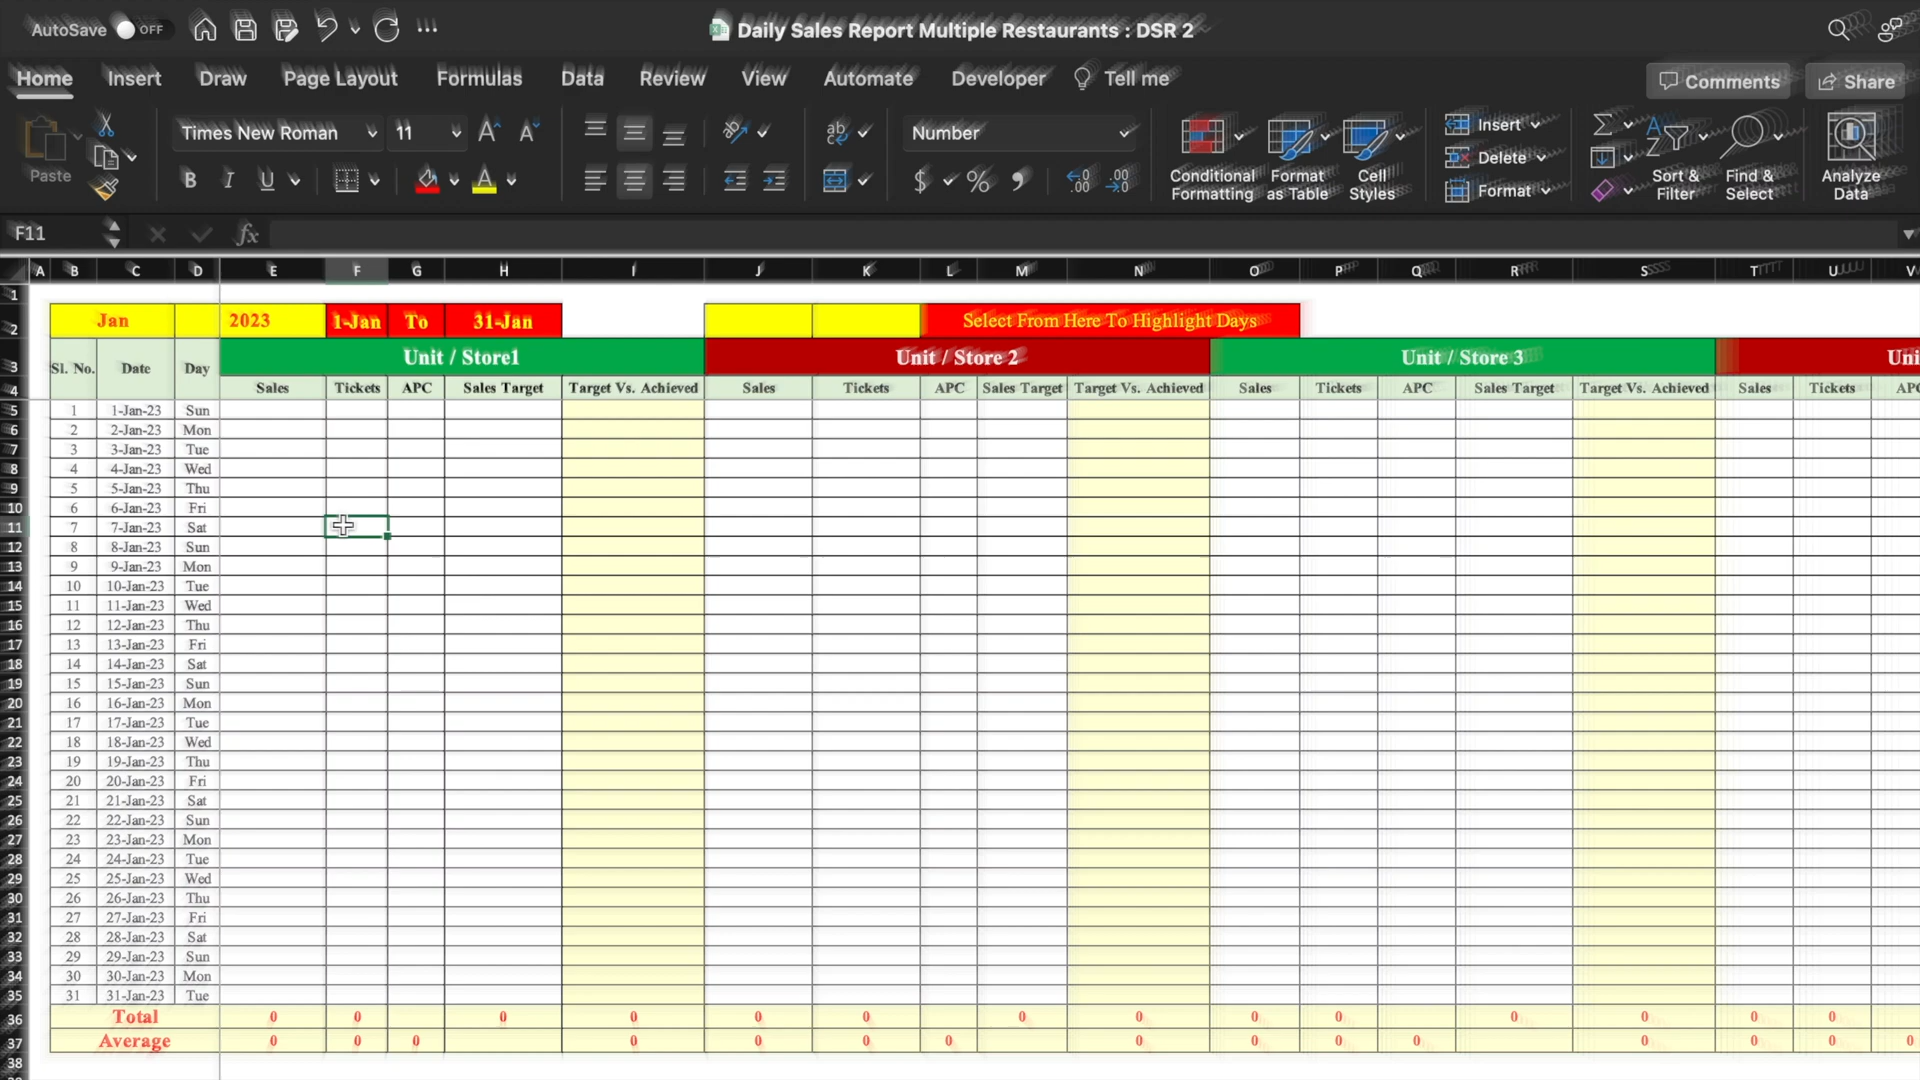 AutoSave OFF Daily Sales Report Multiple Restaurants : DSR 2
Home Insert Draw Page Layout Formulas Data Review View Automate Developer Tell me Comments Share
Times New Roman 11 Number Insert
Delete
Paste B I U $ % Conditional Formatting Format as Table Cell Styles Format Sort & Filter Find & Select Analyze Data
F11 fx
A B C D E F G H I J K L M N O P Q R S T U V
1
2 Jan 2023 1-Jan To 31-Jan Select From Here To Highlight Days
3 Sl. No. Date Day Unit / Store1 Unit / Store 2 Unit / Store 3 Uni
4 Sales Tickets APC Sales Target Target Vs. Achieved Sales Tickets APC Sales Target Target Vs. Achieved Sales Tickets APC Sales Target Target Vs. Achieved Sales Tickets APC
5 1 1-Jan-23 Sun
6 2 2-Jan-23 Mon
7 3 3-Jan-23 Tue
8 4 4-Jan-23 Wed
9 5 5-Jan-23 Thu
10 6 6-Jan-23 Fri
11 7 7-Jan-23 Sat
12 8 8-Jan-23 Sun
13 9 9-Jan-23 Mon
14 10 10-Jan-23 Tue
15 11 11-Jan-23 Wed
16 12 12-Jan-23 Thu
17 13 13-Jan-23 Fri
18 14 14-Jan-23 Sat
19 15 15-Jan-23 Sun
20 16 16-Jan-23 Mon
21 17 17-Jan-23 Tue
22 18 18-Jan-23 Wed
23 19 19-Jan-23 Thu
24 20 20-Jan-23 Fri
25 21 21-Jan-23 Sat
26 22 22-Jan-23 Sun
27 23 23-Jan-23 Mon
28 24 24-Jan-23 Tue
29 25 25-Jan-23 Wed
30 26 26-Jan-23 Thu
31 27 27-Jan-23 Fri
32 28 28-Jan-23 Sat
33 29 29-Jan-23 Sun
34 30 30-Jan-23 Mon
35 31 31-Jan-23 Tue
36 Total 0 0 0 0 0 0 0 0 0 0 0 0 0 0
37 Average 0 0 0 0 0 0 0 0 0 0 0 0 0 0 0
38